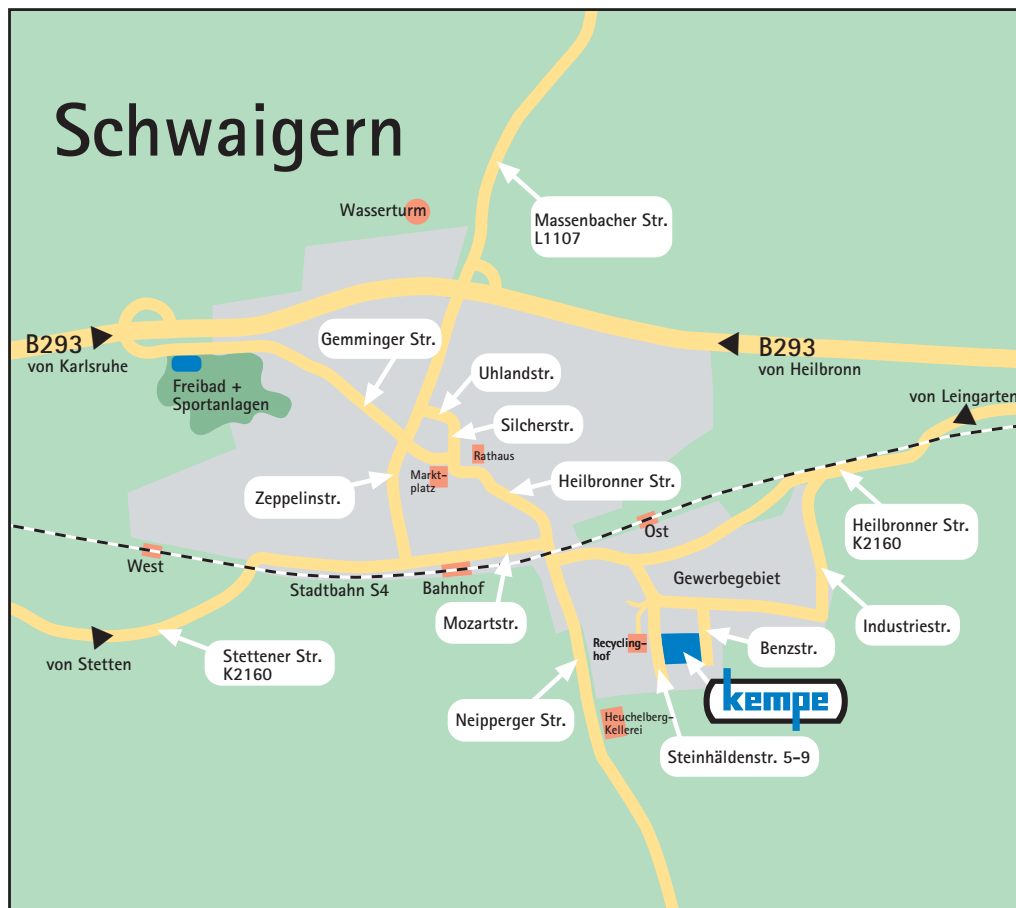 Schwaigern
Wasserturm
Massenbacher Str.
L1107
Gemminger Str.
B293
von Karlsruhe
B293
von Heilbronn
Freibad +
Sportanlagen
Uhlandstr.
von Leingarten
Silcherstr.
Rathaus
Markt-
platz
Zeppelinstr.
Heilbronner Str.
Heilbronner Str.
K2160
Ost
West
Stadtbahn S4
Bahnhof
Gewerbegebiet
Mozartstr.
Industriestr.
von Stetten
Stettener Str.
K2160
Recycling-
hof
Benzstr.
kempe
Neipperger Str.
Heuchelberg-
Kellerei
Steinhäldenstr. 5-9